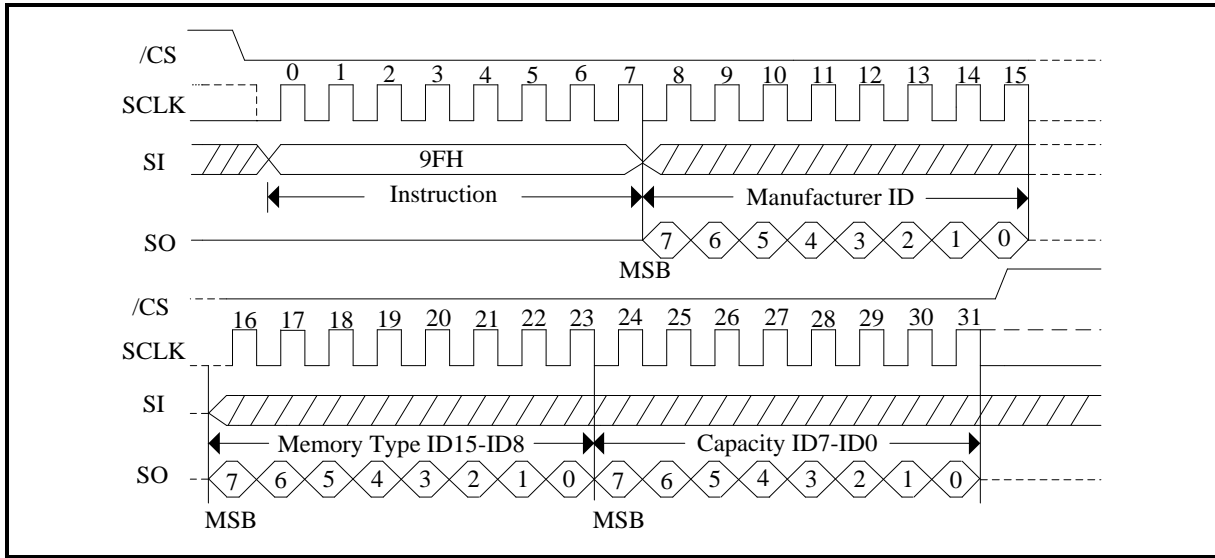 /CS
0 1 2 3 4 5 6 7 8 9 10 11 12 13 14 15
SCLK
SI
9FH
Instruction Manufacturer ID
SO
7 6 5 4 3 2 1 0
MSB
/CS
16 17 18 19 20 21 22 23 24 25 26 27 28 29 30 31
SCLK
SI
Memory Type ID15-ID8 Capacity ID7-ID0
SO
7 6 5 4 3 2 1 0 7 6 5 4 3 2 1 0
MSB MSB